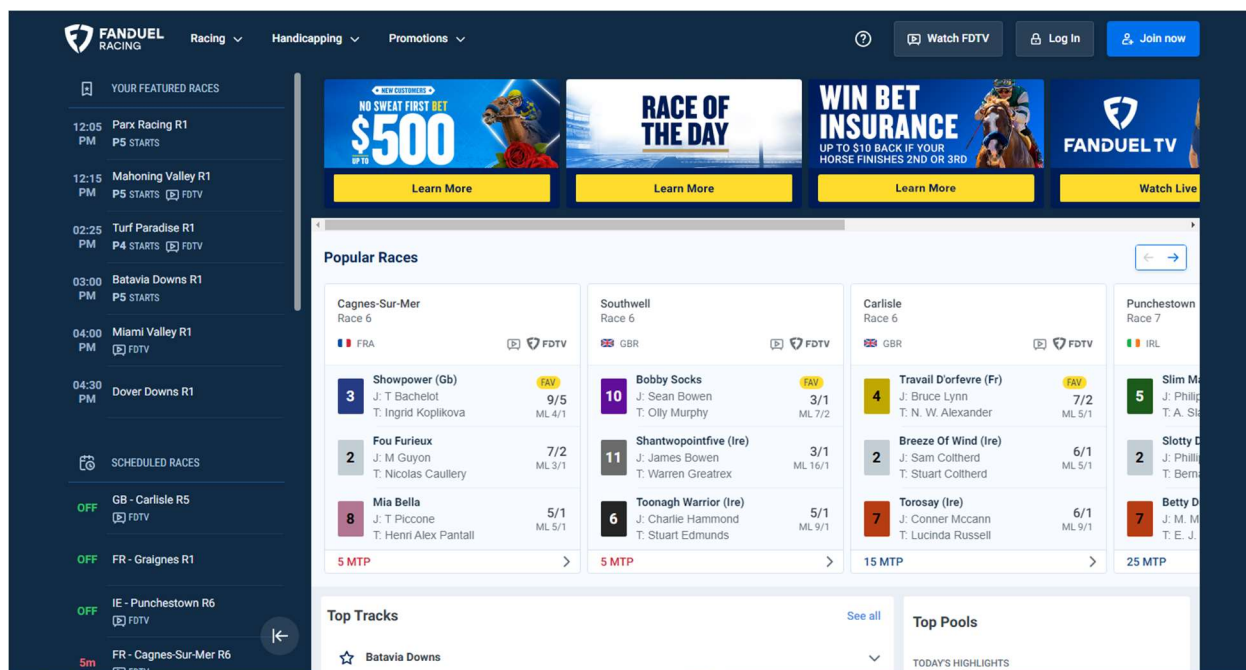 FANDUEL
RACING
Racing
Handicapping
Promotions
Watch FDTV
Log In
Join now
YOUR FEATURED RACES
12:05 PM Parx Racing R1
P5 STARTS
12:15 PM Mahoning Valley R1
P5 STARTS FDTV
02:25 PM Turf Paradise R1
P4 STARTS FDTV
03:00 PM Batavia Downs R1
P5 STARTS
04:00 PM Miami Valley R1
FDTV
04:30 PM Dover Downs R1
SCHEDULED RACES
OFF GB - Carlisle R5
FDTV
OFF FR - Graignes R1
OFF IE - Punchestown R6
FDTV
5m FR - Cagnes-Sur-Mer R6
NEW CUSTOMERS
NO SWEAT FIRST BET
UP TO $500
Learn More
RACE OF
THE DAY
Learn More
WIN BET
INSURANCE
UP TO $10 BACK IF YOUR
HORSE FINISHES 2ND OR 3RD
Learn More
FANDUEL TV
Watch Live
Popular Races
Cagnes-Sur-Mer
Race 6
FRA FDTV
3 Showpower (Gb) FAV
J: T Bachelot 9/5
T: Ingrid Koplikova ML 4/1
2 Fou Furieux
J: M Guyon 7/2
T: Nicolas Caullery ML 3/1
8 Mia Bella
J: T Piccone 5/1
T: Henri Alex Pantall ML 5/1
5 MTP
Southwell
Race 6
GBR FDTV
10 Bobby Socks FAV
J: Sean Bowen 3/1
T: Olly Murphy ML 7/2
11 Shantwopointfive (Ire)
J: James Bowen 3/1
T: Warren Greatrex ML 16/1
6 Toonagh Warrior (Ire)
J: Charlie Hammond 5/1
T: Stuart Edmunds ML 9/1
5 MTP
Carlisle
Race 6
GBR FDTV
4 Travail D'orfevre (Fr) FAV
J: Bruce Lynn 7/2
T: N. W. Alexander ML 5/1
2 Breeze Of Wind (Ire)
J: Sam Coltherd 6/1
T: Stuart Coltherd ML 5/1
7 Torosay (Ire)
J: Conner Mccann 6/1
T: Lucinda Russell ML 9/1
15 MTP
Punchestown
Race 7
IRL
5 Slim
J:
T: A.
2 Slotty
J:
T:
7 Betty
J: M.
T: E. J.
25 MTP
Top Tracks
See all
Batavia Downs
Top Pools
TODAY'S HIGHLIGHTS